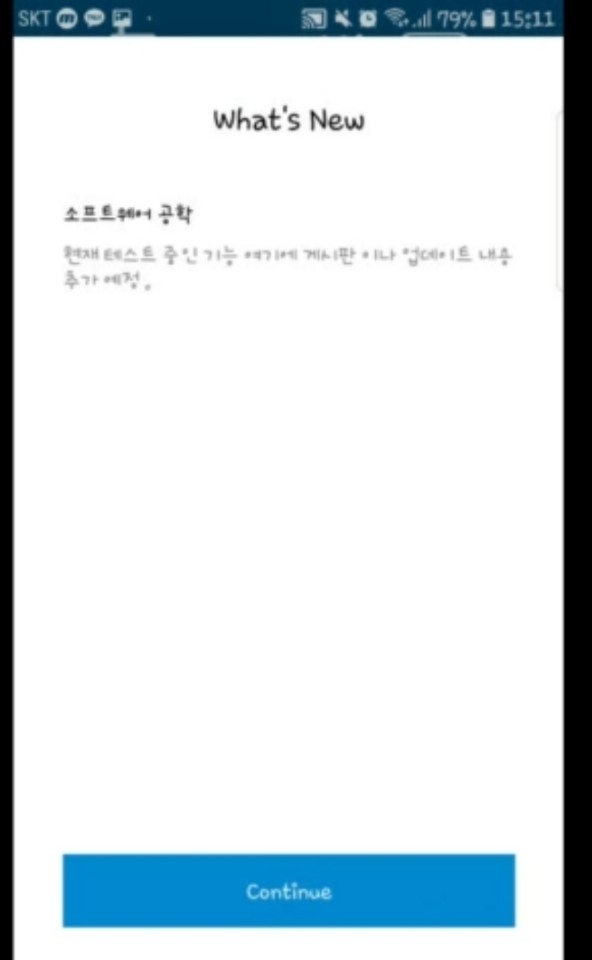 SKT 79% 15:11
What's New
소프트웨어 공학
현재 테스트 중인 기능 여기에 게시판 이나 업데이트 내용
추가 예정.
Continue